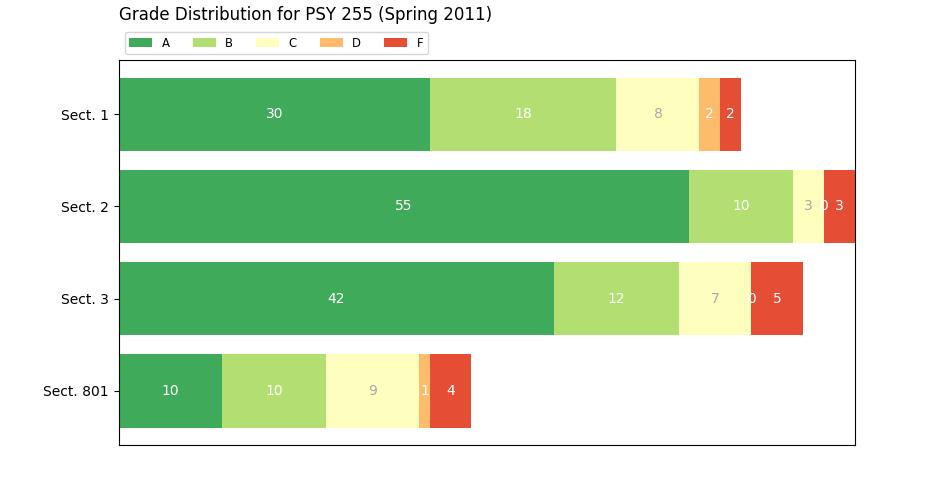 Grade Distribution for PSY 255 (Spring 2011)
A B C D F
Sect. 1 30 18 8 2 2
Sect. 2 55 10 3 0 3
Sect. 3 42 12 7 0 5
Sect. 801 10 10 9 1 4